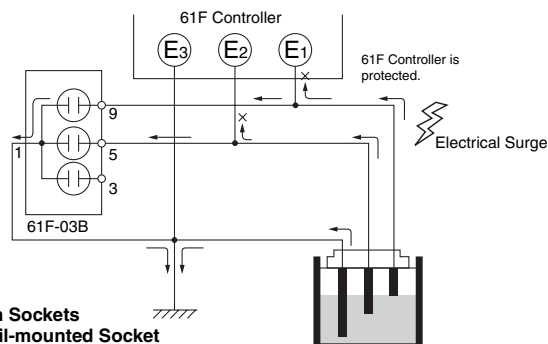 61F Controller
E3
E2
E1
61F Controller is
protected.
9
Electrical Surge
1
5
3
61F-03B
n Sockets
il-mounted Socket